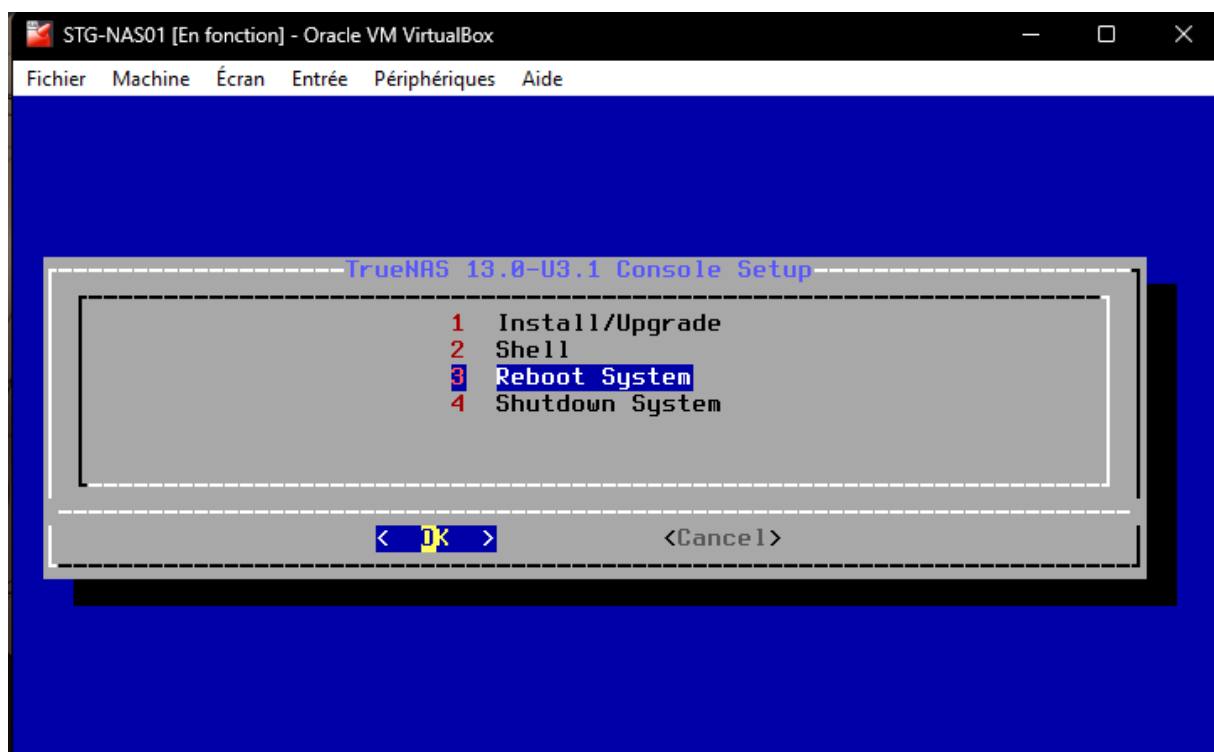 STG-NAS01 [En fonction] - Oracle VM VirtualBox
Fichier Machine Écran Entrée Périphériques Aide
TrueNAS 13.0-U3.1 Console Setup
1 Install/Upgrade
2 Shell
3 Reboot System
4 Shutdown System
< OK > <Cancel>